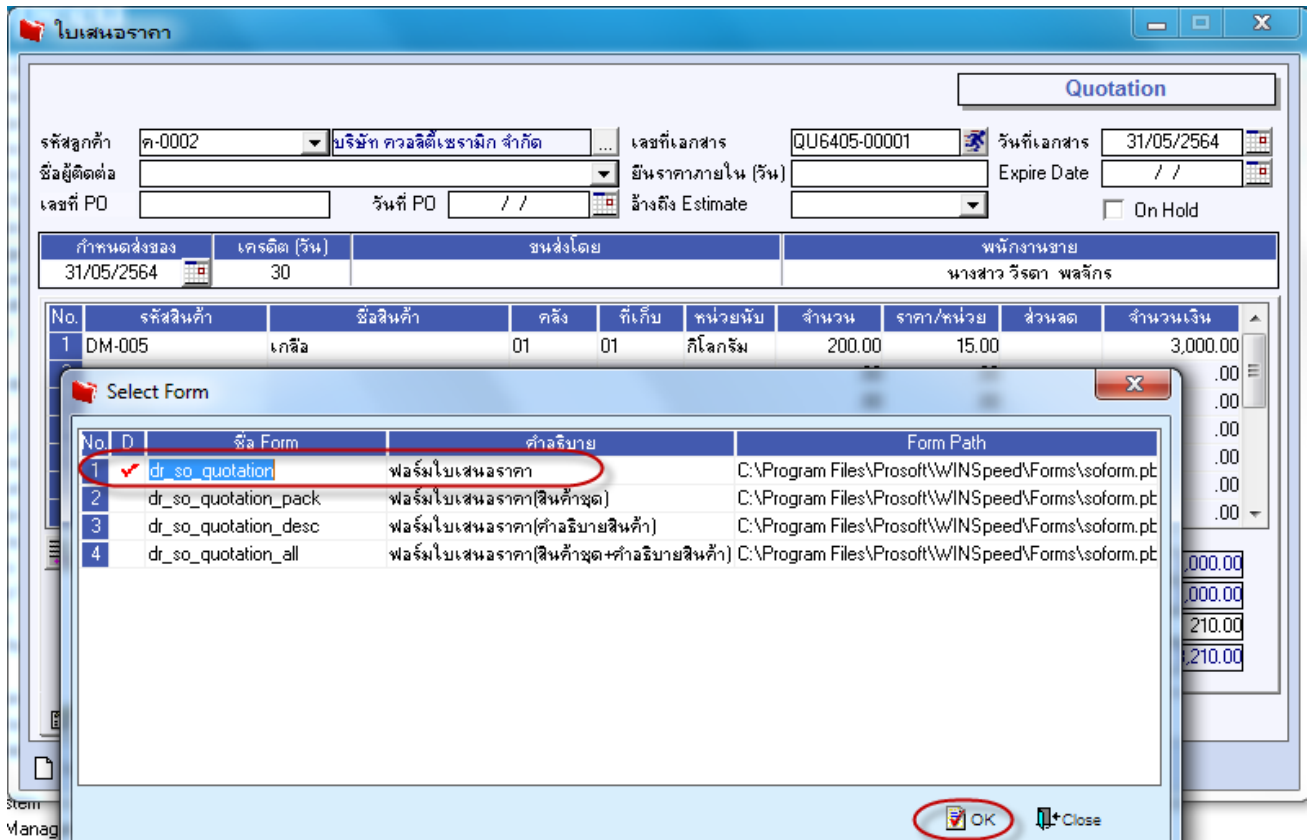 ใบเสนอราคา
Quotation
รหัสลูกค้า ค-0002 บริษัท ควอลิตี้เซรามิก จำกัด ... เลขที่เอกสาร QU6405-00001 วันที่เอกสาร 31/05/2564
ชื่อผู้ติดต่อ ยืนราคาภายใน (วัน) Expire Date / /
เลขที่ PO วันที่ PO / / อ้างถึง Estimate On Hold
กำหนดส่งของ เครดิต (วัน) ขนส่งโดย พนักงานขาย
31/05/2564 30 นางสาว วิรดา พลจักร
No. รหัสสินค้า ชื่อสินค้า คลัง ที่เก็บ หน่วยนับ จำนวน ราคา/หน่วย ส่วนลด จำนวนเงิน
1 DM-005 เกลือ 01 01 กิโลกรัม 200.00 15.00 3,000.00
.00
.00
.00
.00
.00
.00
Select Form
No. D ชื่อ Form คำอธิบาย Form Path
1 dr_so_quotation ฟอร์มใบเสนอราคา C:\Program Files\Prosoft\WINSpeed\Forms\soform.pb
2 dr_so_quotation_pack ฟอร์มใบเสนอราคา(สินค้าชุด) C:\Program Files\Prosoft\WINSpeed\Forms\soform.pb
3 dr_so_quotation_desc ฟอร์มใบเสนอราคา(คำอธิบายสินค้า) C:\Program Files\Prosoft\WINSpeed\Forms\soform.pb
4 dr_so_quotation_all ฟอร์มใบเสนอราคา(สินค้าชุด+คำอธิบายสินค้า) C:\Program Files\Prosoft\WINSpeed\Forms\soform.pb
,000.00
,000.00
210.00
,210.00
OK Close
stem
Manag